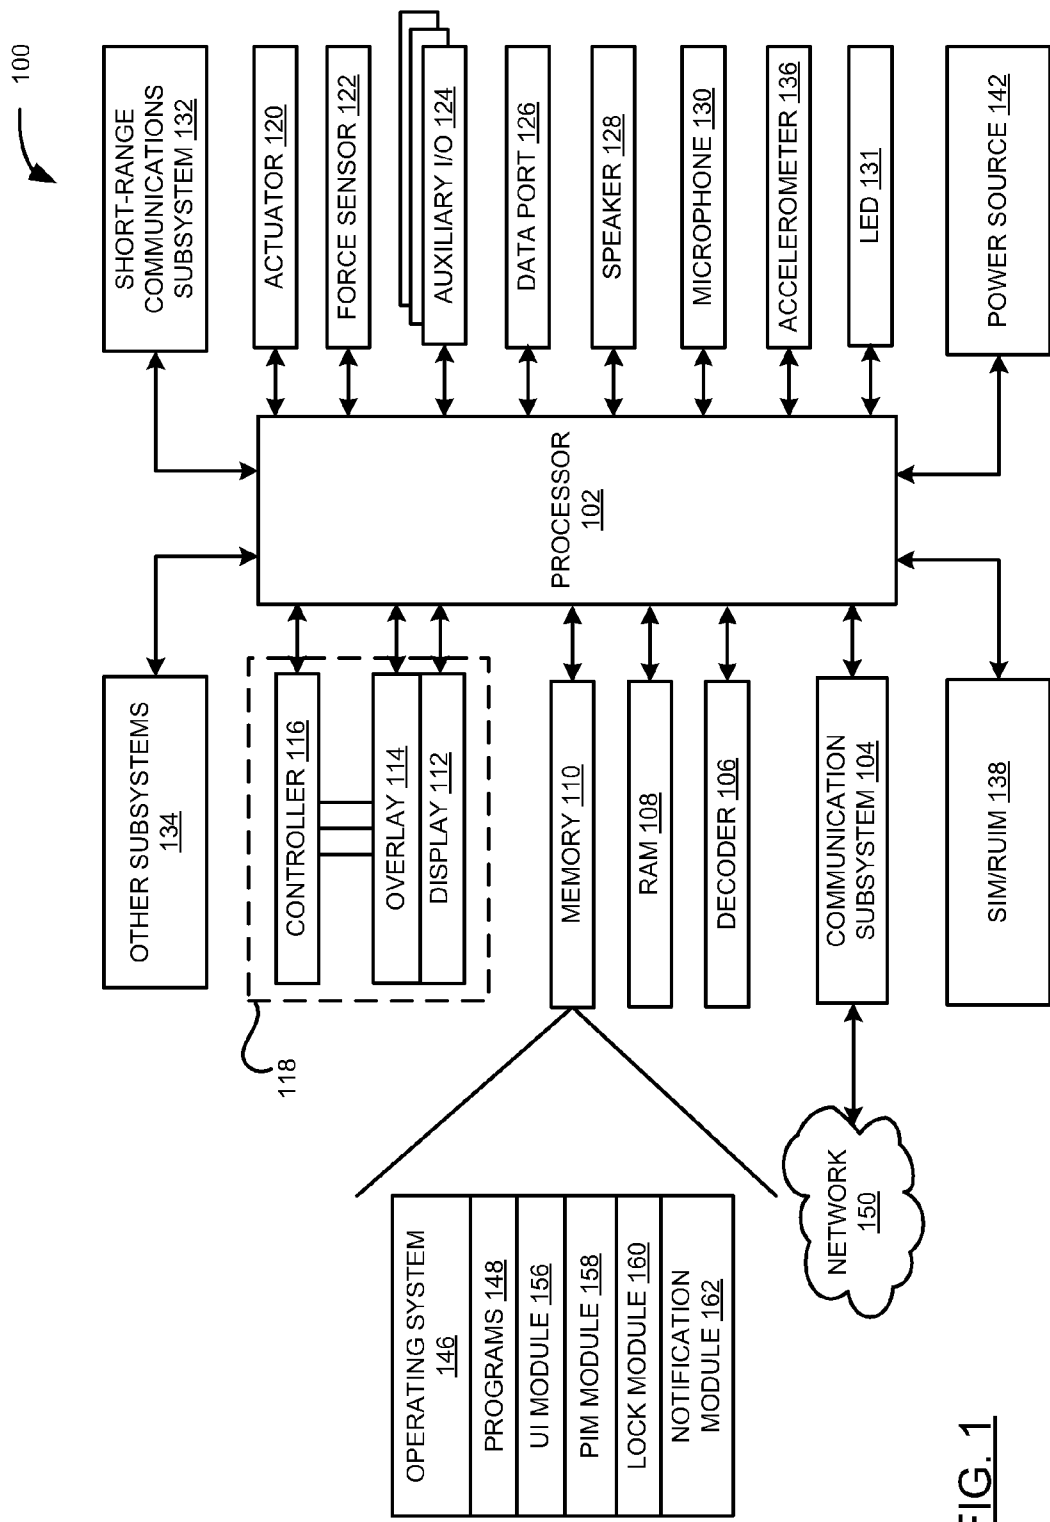 100
SHORT-RANGE
COMMUNICATIONS
SUBSYSTEM 132
ACTUATOR 120
FORCE SENSOR 122
AUXILIARY I/O 124
DATA PORT 126
SPEAKER 128
MICROPHONE 130
ACCELEROMETER 136
LED 131
POWER SOURCE 142
PROCESSOR
102
OTHER SUBSYSTEMS
134
CONTROLLER 116
OVERLAY 114
DISPLAY 112
118
MEMORY 110
RAM 108
DECODER 106
COMMUNICATION
SUBSYSTEM 104
SIM/RUIM 138
OPERATING SYSTEM
146
PROGRAMS 148
UI MODULE 156
PIM MODULE 158
LOCK MODULE 160
NOTIFICATION
MODULE 162
NETWORK
150
FIG. 1